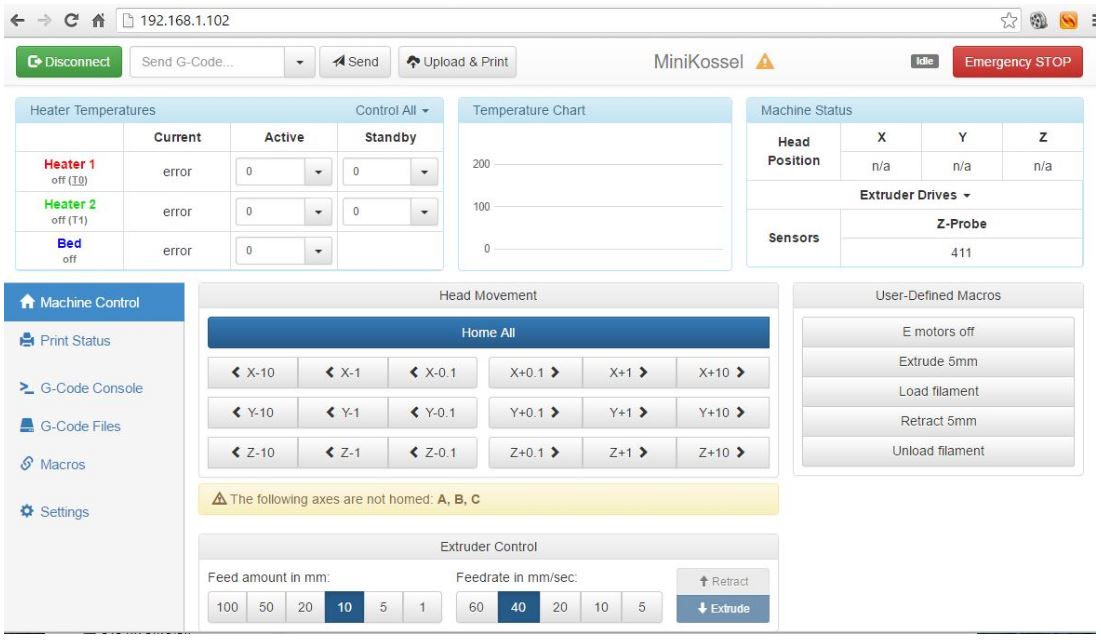 192.168.1.102
Disconnect Send G-Code... Send Upload & Print MiniKossel Idle Emergency STOP
Heater Temperatures Control All
Current Active Standby
Heater 1
off (T0)
error 0 0
Heater 2
off (T1)
error 0 0
Bed
off
error 0
Temperature Chart
200
100
0
Machine Status
Head Position X Y Z
n/a n/a n/a
Extruder Drives
Sensors Z-Probe
411
Machine Control
Print Status
G-Code Console
G-Code Files
Macros
Settings
Head Movement
Home All
X-10 X-1 X-0.1 X+0.1 X+1 X+10
Y-10 Y-1 Y-0.1 Y+0.1 Y+1 Y+10
Z-10 Z-1 Z-0.1 Z+0.1 Z+1 Z+10
The following axes are not homed: A, B, C
Extruder Control
Feed amount in mm: Feedrate in mm/sec:
100 50 20 10 5 1 60 40 20 10 5
Retract
Extrude
User-Defined Macros
E motors off
Extrude 5mm
Load filament
Retract 5mm
Unload filament